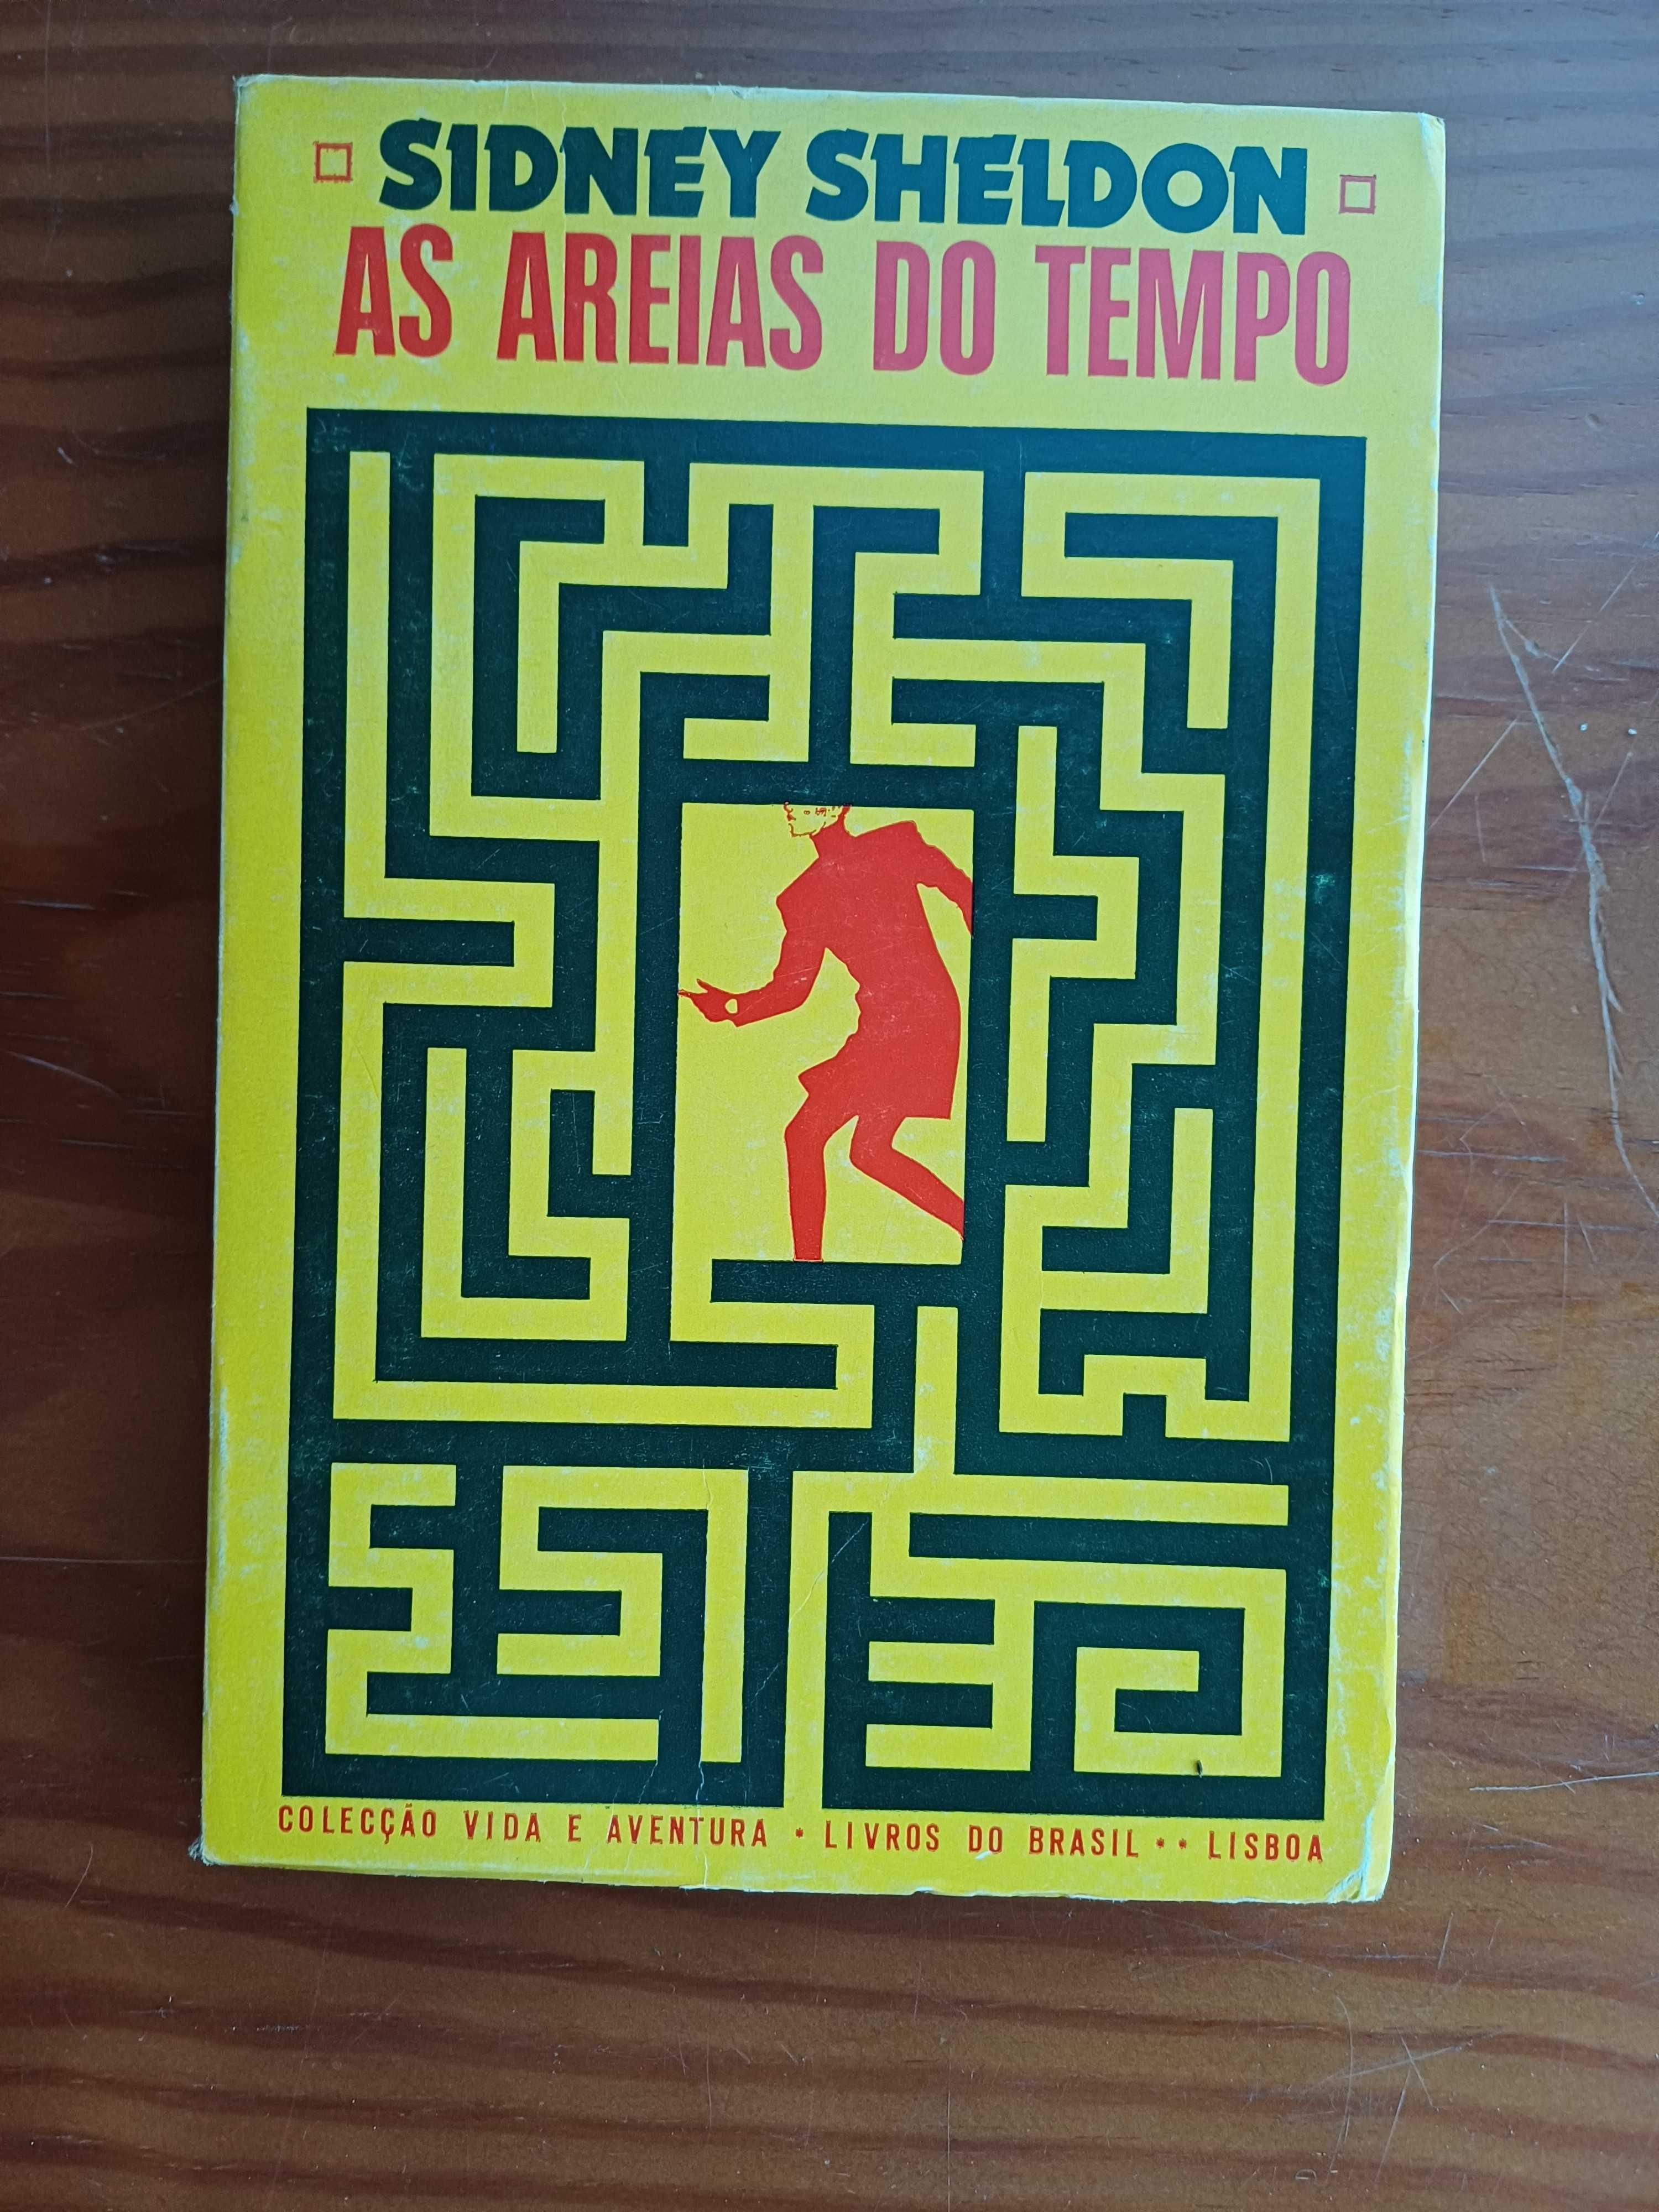 SIDNEY SHELDON
AS AREIAS DO TEMPO
COLECÇÃO VIDA E AVENTURA * LIVROS DO BRASIL * * LISBOA